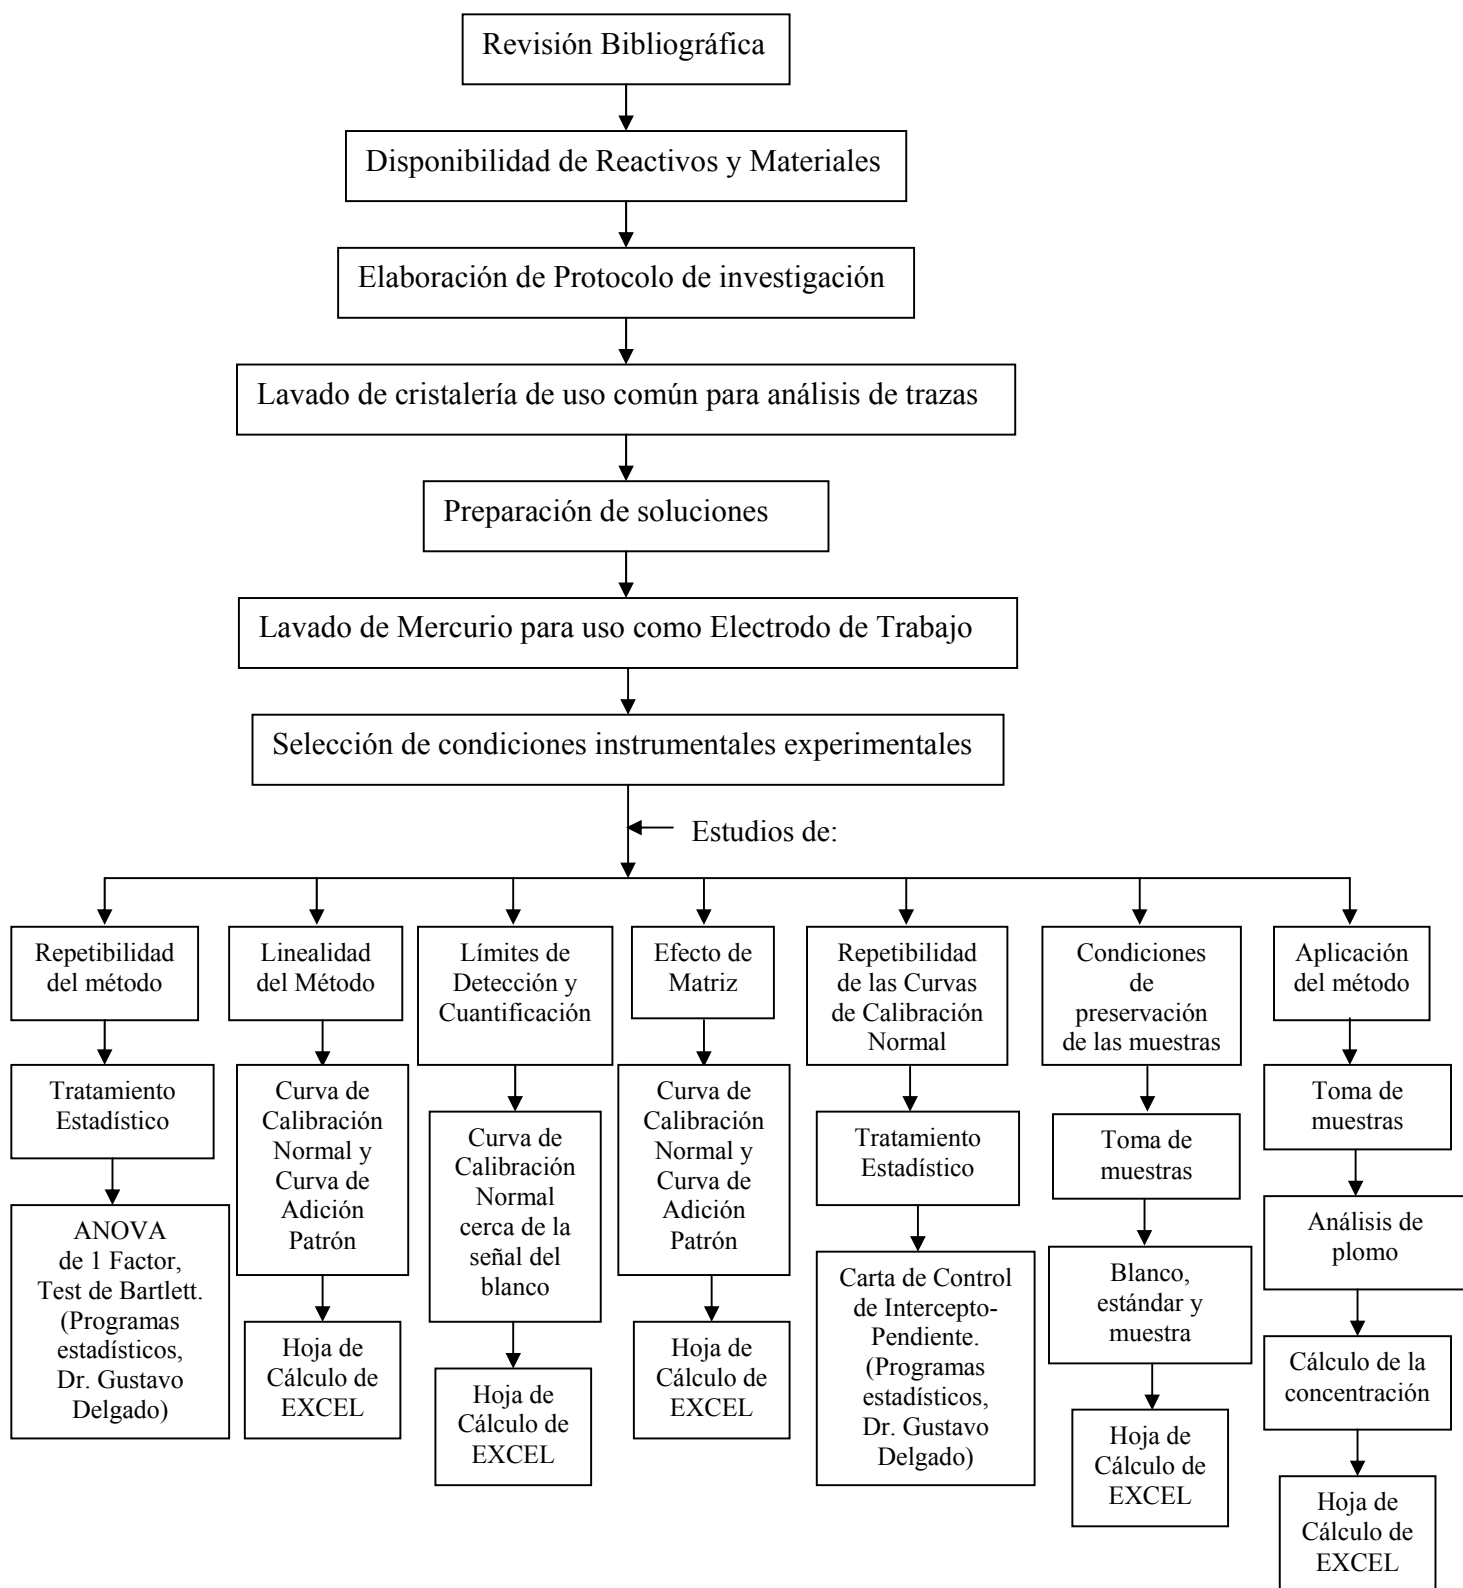 Revisión Bibliográfica
Disponibilidad de Reactivos y Materiales
Elaboración de Protocolo de investigación
Lavado de cristalería de uso común para análisis de trazas
Preparación de soluciones
Lavado de Mercurio para uso como Electrodo de Trabajo
Selección de condiciones instrumentales experimentales
Estudios de:
Repetibilidad
del método
Tratamiento
Estadístico
ANOVA
de 1 Factor,
Test de Bartlett.
(Programas
estadísticos,
Dr. Gustavo
Delgado)
Linealidad
del Método
Curva de
Calibración
Normal y
Curva de
Adición
Patrón
Hoja de
Cálculo de
EXCEL
Límites de
Detección y
Cuantificación
Curva de
Calibración
Normal
cerca de la
señal del
blanco
Hoja de
Cálculo de
EXCEL
Efecto de
Matriz
Curva de
Calibración
Normal y
Curva de
Adición
Patrón
Hoja de
Cálculo de
EXCEL
Repetibilidad
de las Curvas
de Calibración
Normal
Tratamiento
Estadístico
Carta de Control
de Intercepto-
Pendiente.
(Programas
estadísticos,
Dr. Gustavo
Delgado)
Condiciones
de
preservación
de las muestras
Toma de
muestras
Blanco,
estándar y
muestra
Hoja de
Cálculo de
EXCEL
Aplicación
del método
Toma de
muestras
Análisis de
plomo
Cálculo de la
concentración
Hoja de
Cálculo de
EXCEL